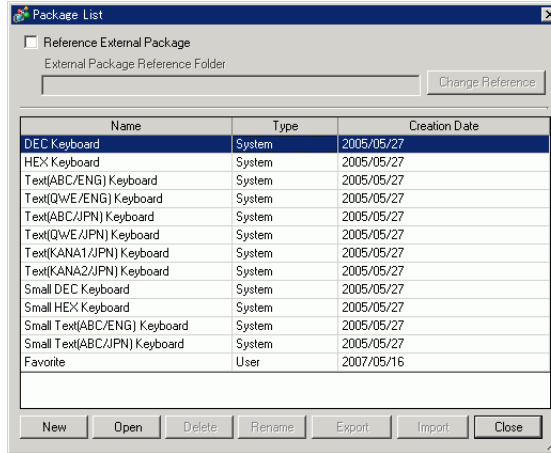 Package List
Reference External Package
External Package Reference Folder
Change Reference
Name Type Creation Date
DEC Keyboard System 2005/05/27
HEX Keyboard System 2005/05/27
Text(ABC/ENG) Keyboard System 2005/05/27
Text(QWE/ENG) Keyboard System 2005/05/27
Text(ABC/JPN) Keyboard System 2005/05/27
Text(QWE/JPN) Keyboard System 2005/05/27
Text(KANA1/JPN) Keyboard System 2005/05/27
Text(KANA2/JPN) Keyboard System 2005/05/27
Small DEC Keyboard System 2005/05/27
Small HEX Keyboard System 2005/05/27
Small Text(ABC/ENG) Keyboard System 2005/05/27
Small Text(ABC/JPN) Keyboard System 2005/05/27
Favorite User 2007/05/16
New Open Delete Rename Export Import Close